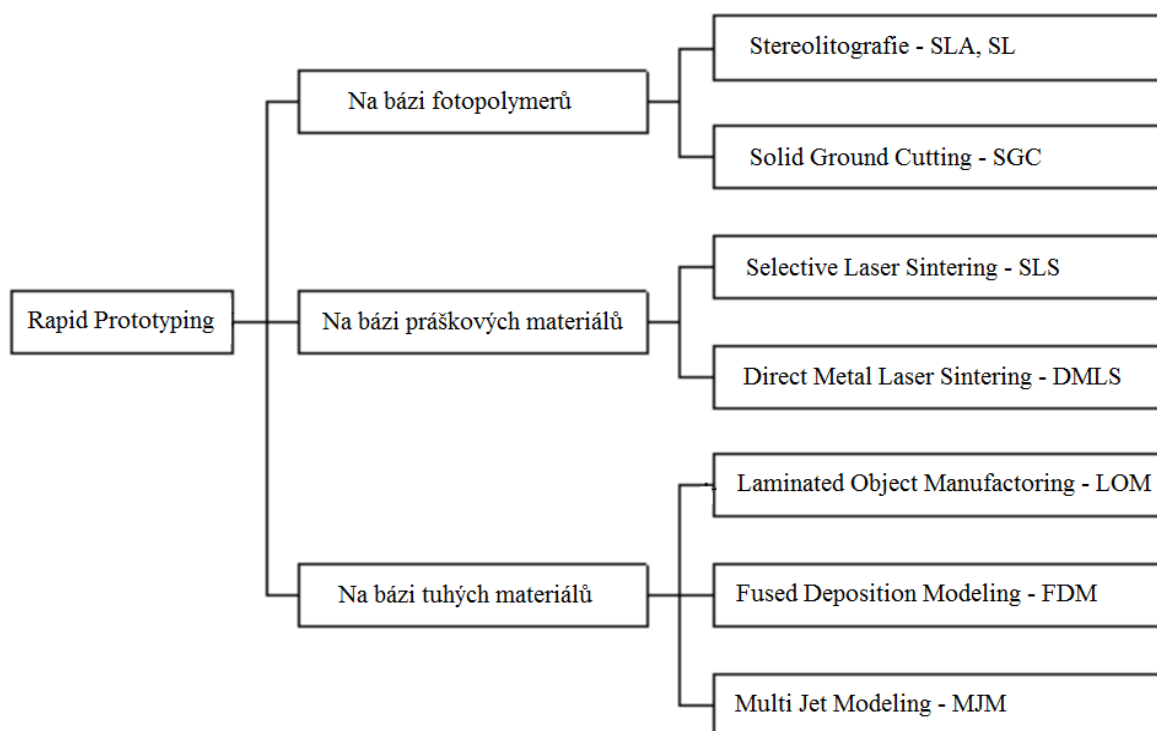 Rapid Prototyping
Na bázi fotopolymerů
Stereolitografie - SLA, SL
Solid Ground Cutting - SGC
Na bázi práškových materiálů
Selective Laser Sintering - SLS
Direct Metal Laser Sintering - DMLS
Na bázi tuhých materiálů
Laminated Object Manufactoring - LOM
Fused Deposition Modeling - FDM
Multi Jet Modeling - MJM